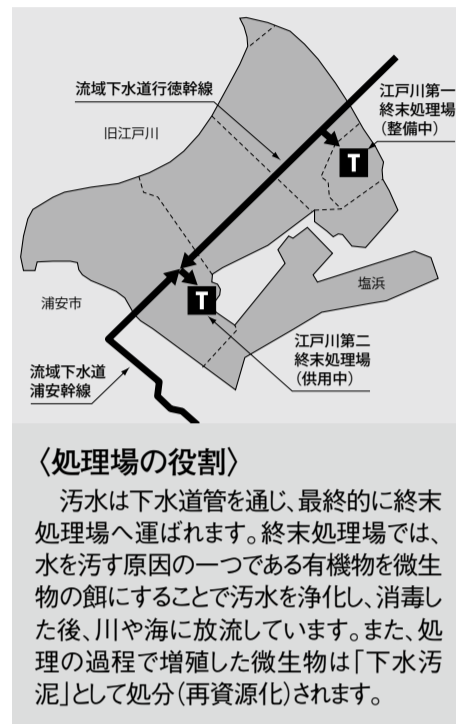 流域下水道行徳幹線
旧江戸川
江戸川第一
終末処理場
(整備中)
T
塩浜
浦安市
T
江戸川第二
終末処理場
(供用中)
流域下水道
浦安幹線
〈処理場の役割〉
汚水は下水道管を通じ、最終的に終末
処理場へ運ばれます。終末処理場では、
水を汚す原因の一つである有機物を微生
物の餌にすることで汚水を浄化し、消毒し
た後、川や海に放流しています。また、処
理の過程で増殖した微生物は「下水汚
泥」として処分(再資源化)されます。